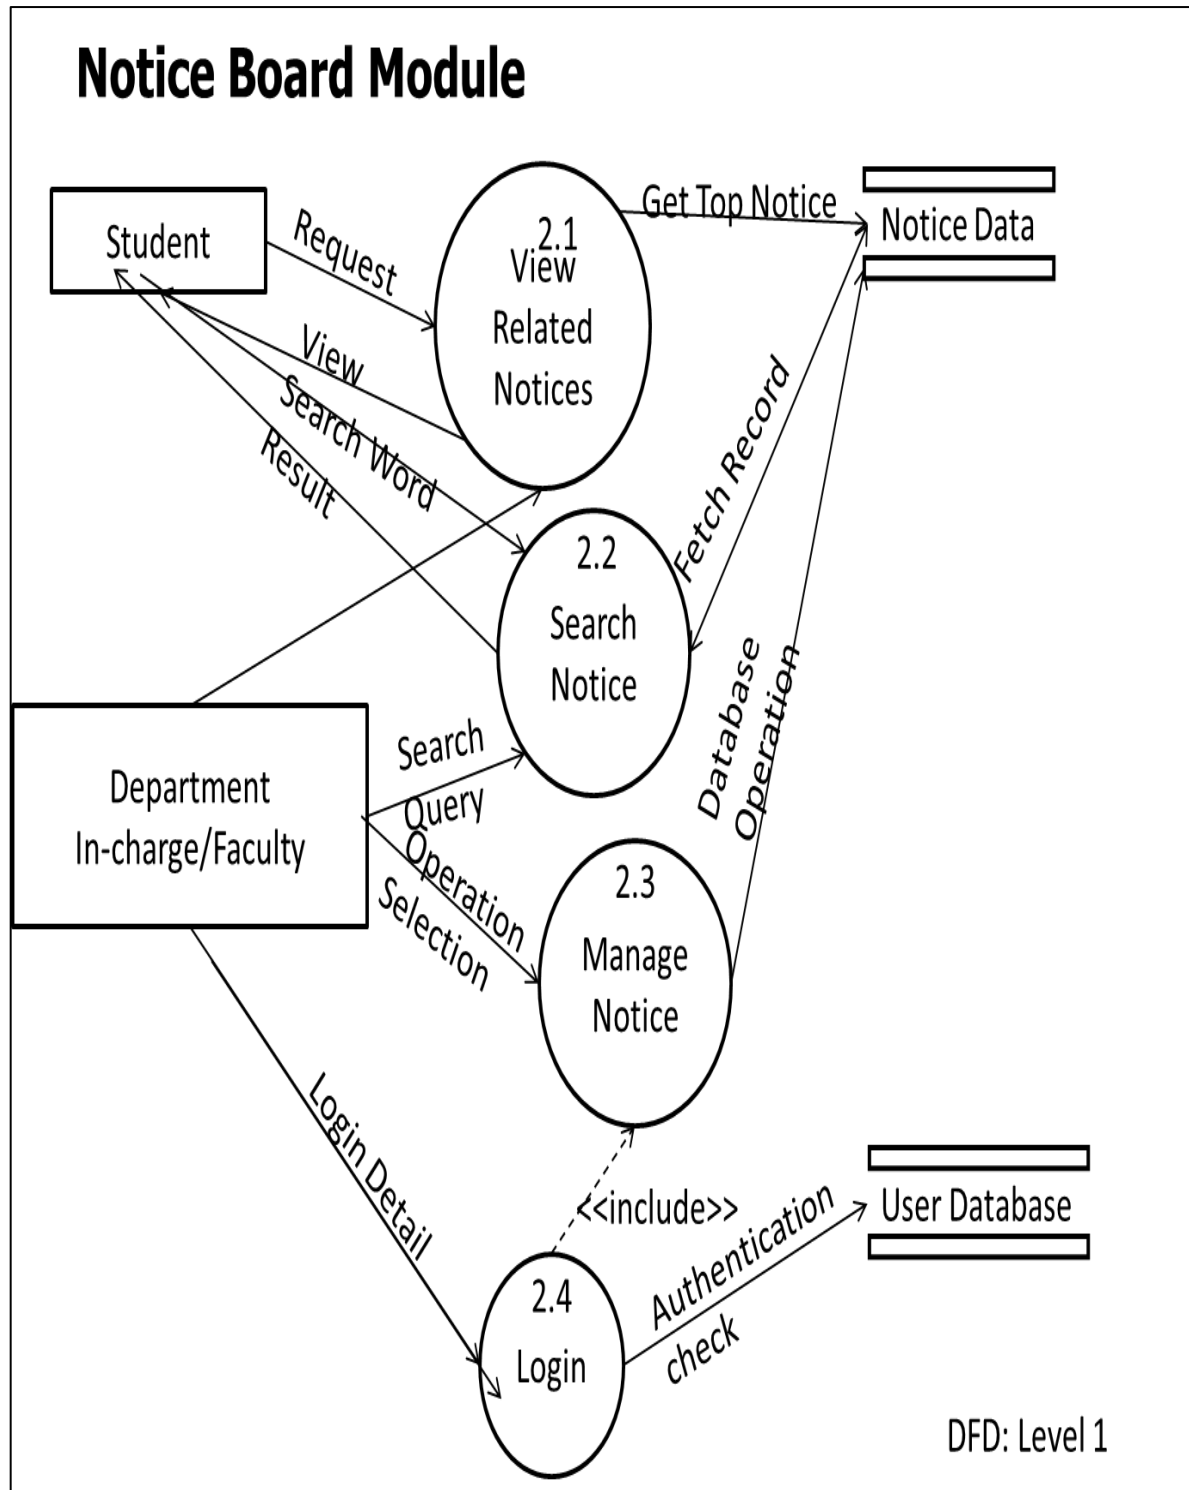 Notice Board Module
Student
Request
2.1
View
Related
Notices
Get Top Notice
Notice Data
View
Search Word
Result
Fetch Record
2.2
Search
Notice
Database
Operation
Department
In-charge/Faculty
Search
Query
Operation
Selection
2.3
Manage
Notice
Login Detail
<<include>>
Authentication
check
User Database
2.4
Login
DFD: Level 1